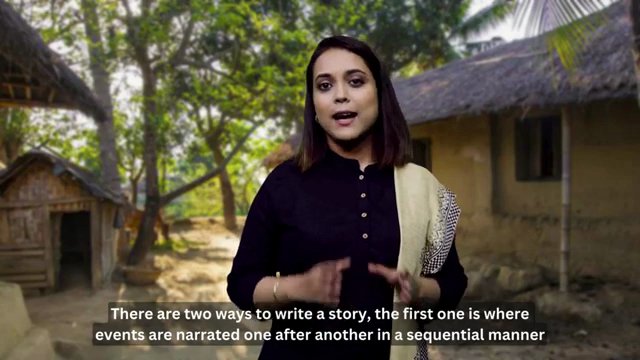 There are two ways to write a story, the first one is where
events are narrated one after another in a sequential manner